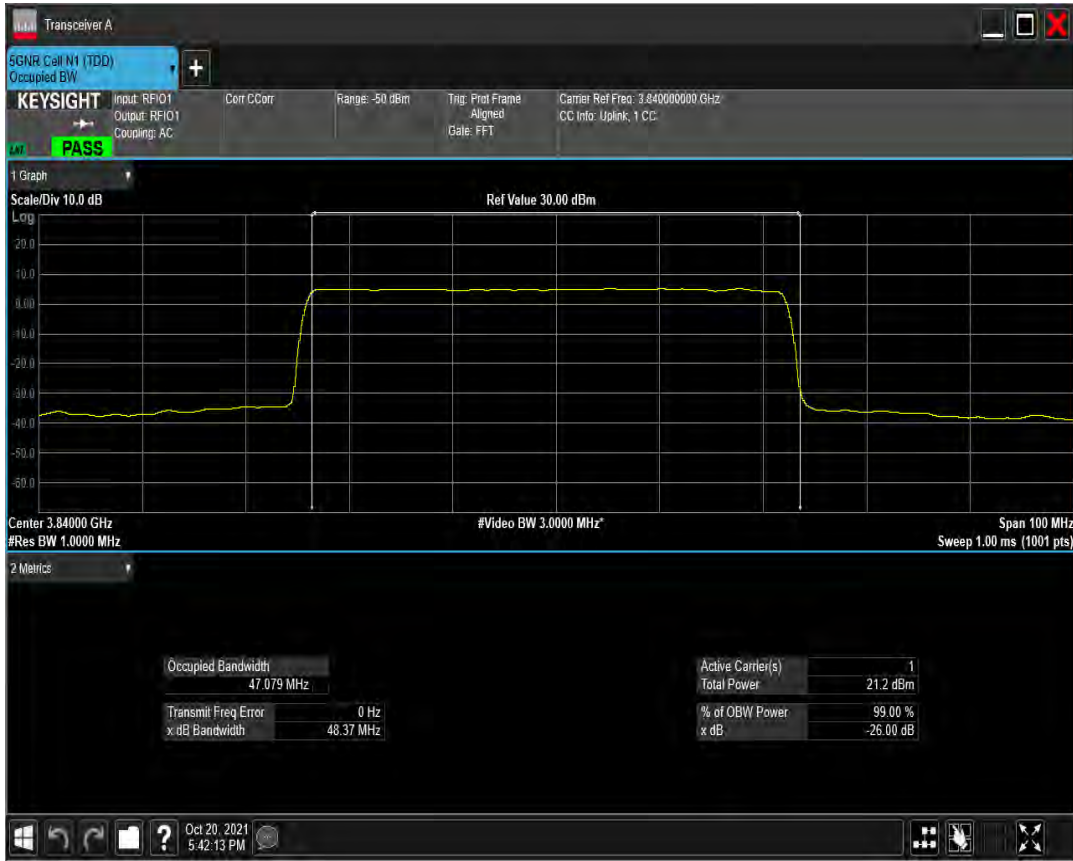 Transceiver A
5GNR Cell N1 (TDD)
Occupied BW
+
KEYSIGHT
PASS
Input: RFIO1
Output: RFIO1
Coupling: AC
Corr CCorr
Range: -50 dBm
Trig: Prot Frame
Aligned
Gate: FFT
Carrier Ref Freq: 3.840000000 GHz
CC Info: Uplink, 1 CC
1 Graph
Scale/Div 10.0 dB
Ref Value 30.00 dBm
Log
20.0
10.0
0.00
-10.0
-20.0
-30.0
-40.0
-50.0
-60.0
Center 3.84000 GHz
#Video BW 3.0000 MHz*
Span 100 MHz
#Res BW 1.0000 MHz
Sweep 1.00 ms (1001 pts)
2 Metrics
Occupied Bandwidth
47.079 MHz
Transmit Freq Error 0 Hz
x dB Bandwidth 48.37 MHz
Active Carrier(s) 1
Total Power 21.2 dBm
% of OBW Power 99.00 %
x dB -26.00 dB
?
Oct 20, 2021
5:42:13 PM